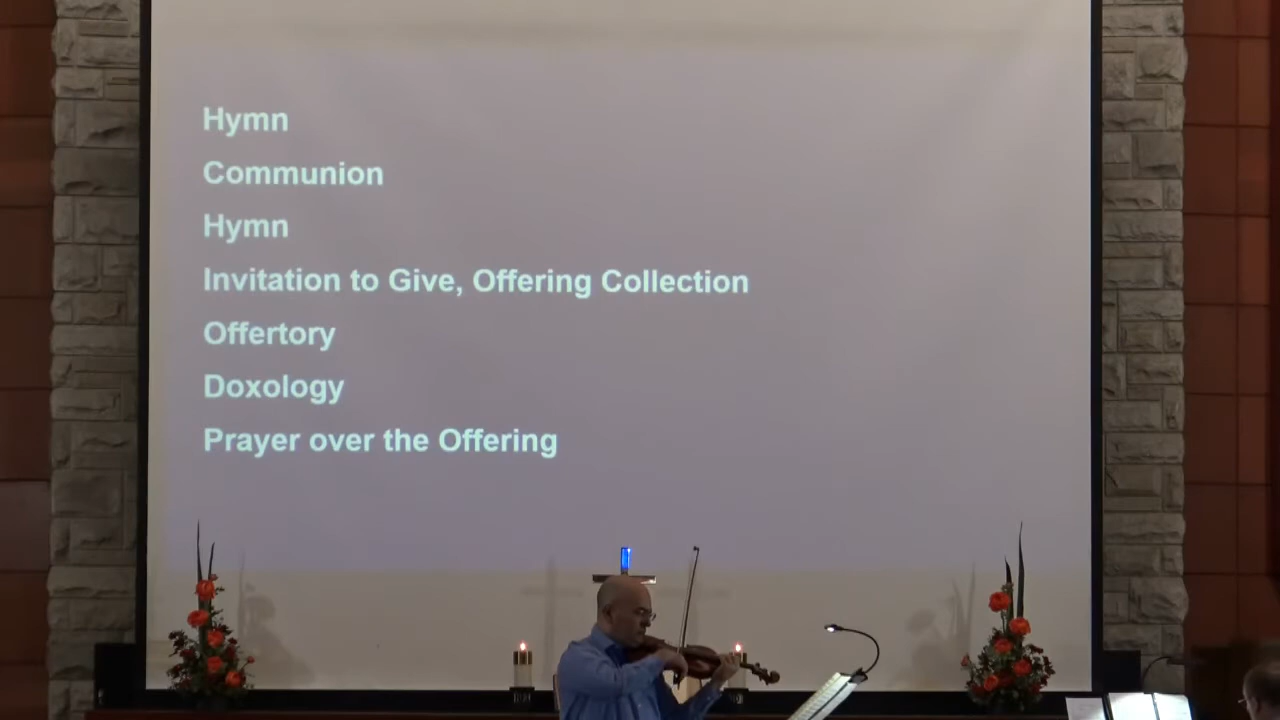 Hymn
Communion
Hymn
Invitation to Give, Offering Collection
Offertory
Doxology
Prayer over the Offering